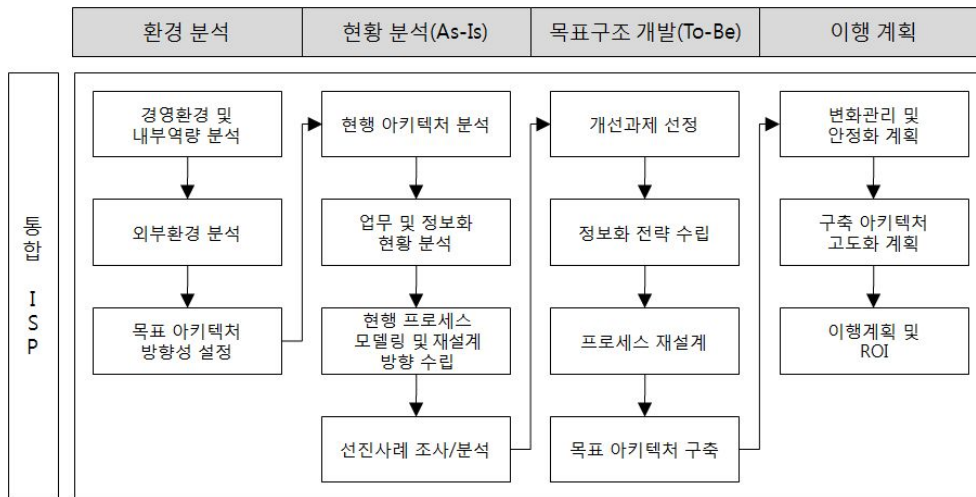 환경 분석
현황 분석(As-Is)
목표구조 개발(To-Be)
이행 계획
통합 ISP
경영환경 및
내부역량 분석
외부환경 분석
목표 아키텍처
방향성 설정
현행 아키텍처 분석
업무 및 정보화
현황 분석
현행 프로세스
모델링 및 재설계
방향 수립
선진사례 조사/분석
개선과제 선정
정보화 전략 수립
프로세스 재설계
목표 아키텍처 구축
변화관리 및
안정화 계획
구축 아키텍처
고도화 계획
이행계획 및
ROI